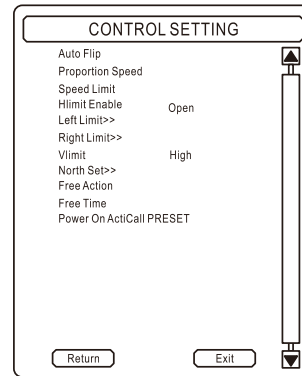 CONTROL SETTING
Auto Flip
Proportion Speed
Speed Limit
Hlimit Enable Open
Left Limit>>
Right Limit>>
Vlimit High
North Set>>
Free Action
Free Time
Power On ActiCall PRESET
Return Exit